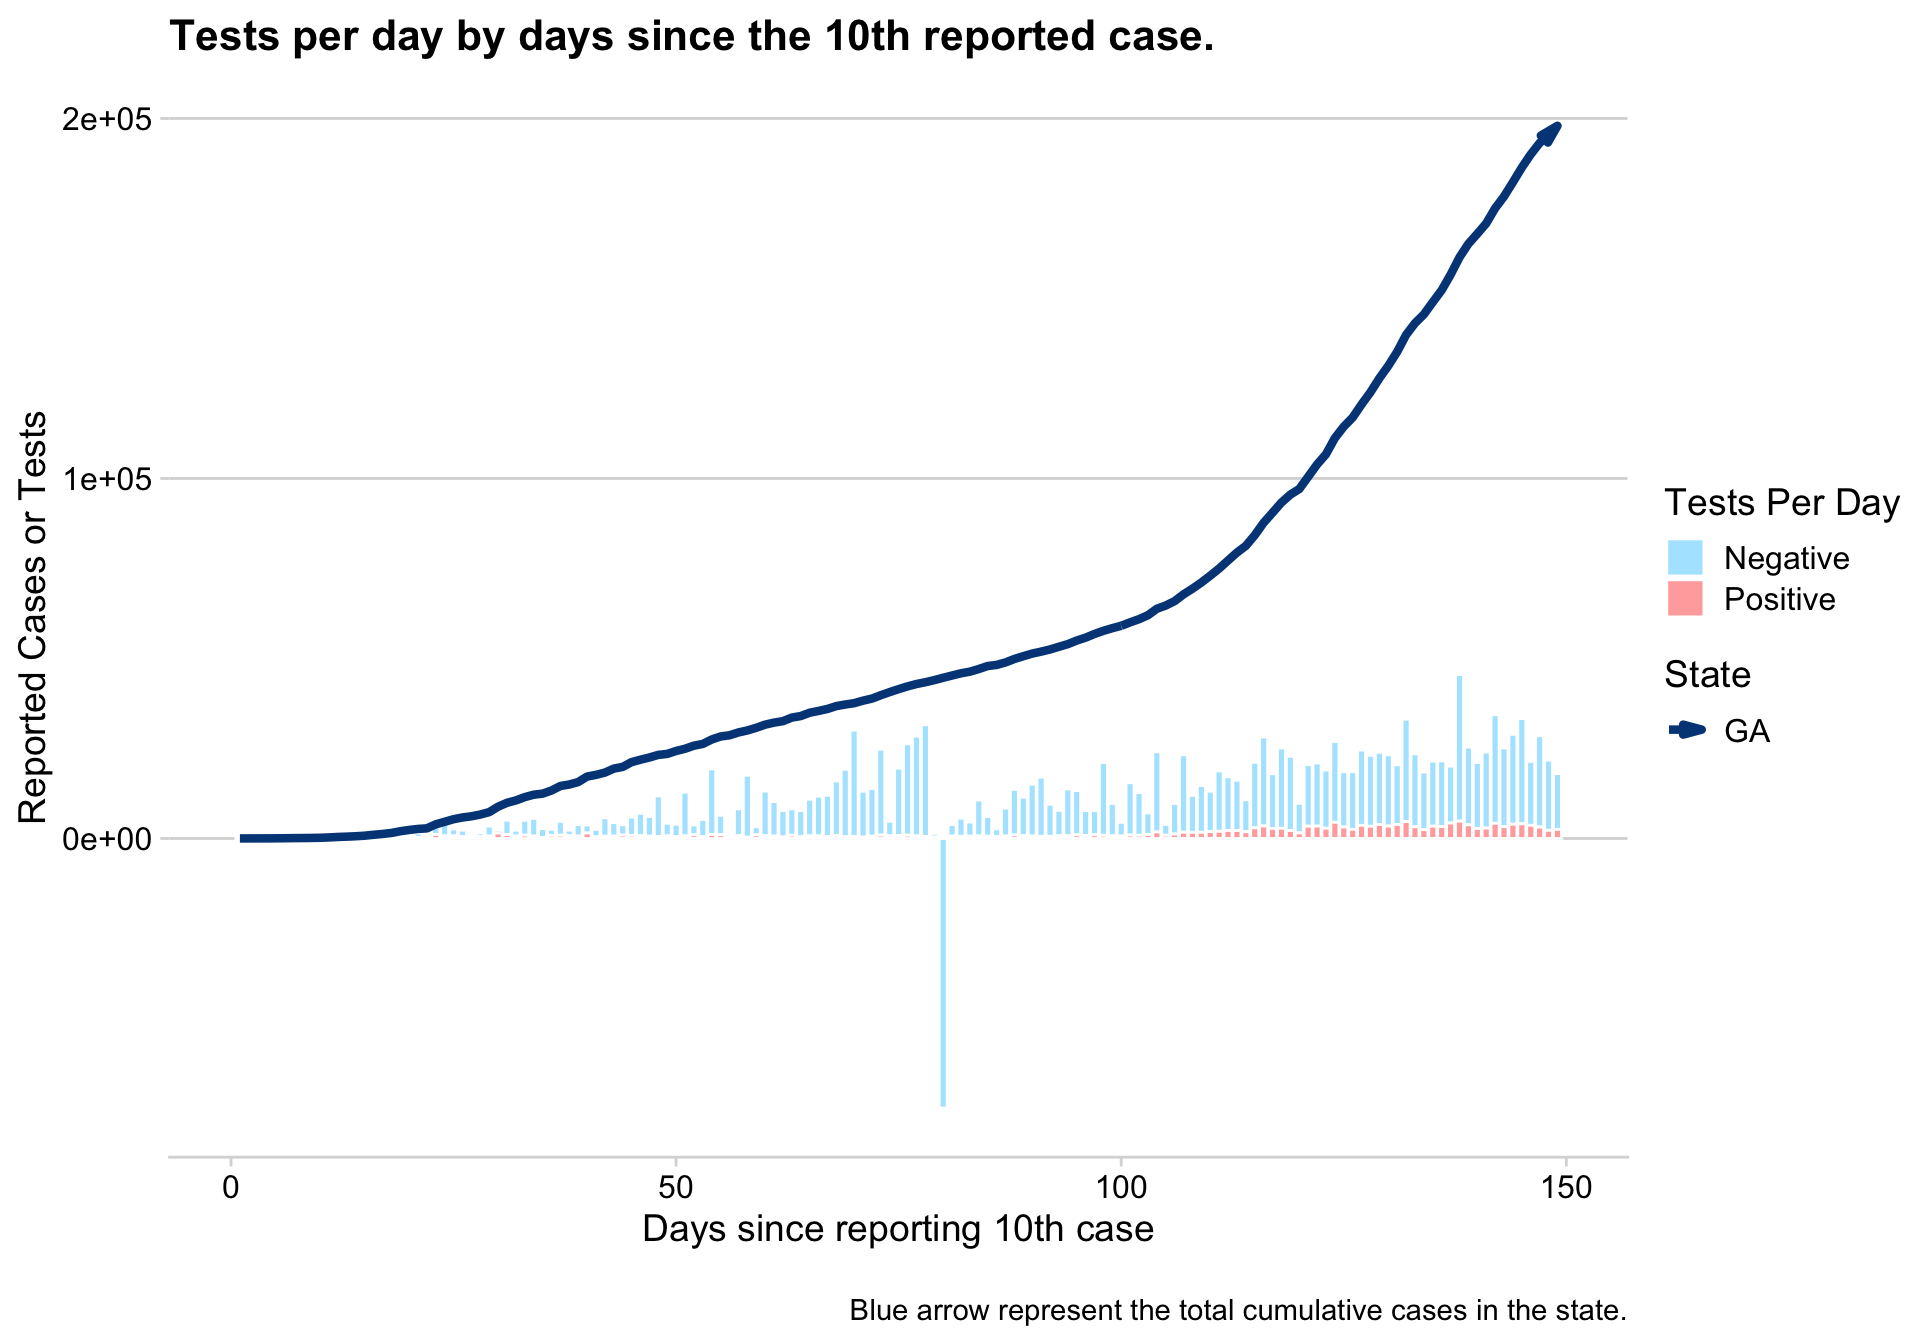 Tests per day by days since the 10th reported case.
2e+05
1e+05
0e+00
Reported Cases or Tests
0
50
100
150
Days since reporting 10th case
Tests Per Day
Negative
Positive
State
GA
Blue arrow represent the total cumulative cases in the state.